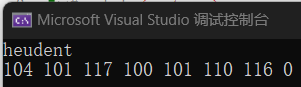 Microsoft Visual Studio 调试控制台
heudent
104 101 117 100 101 110 116 0